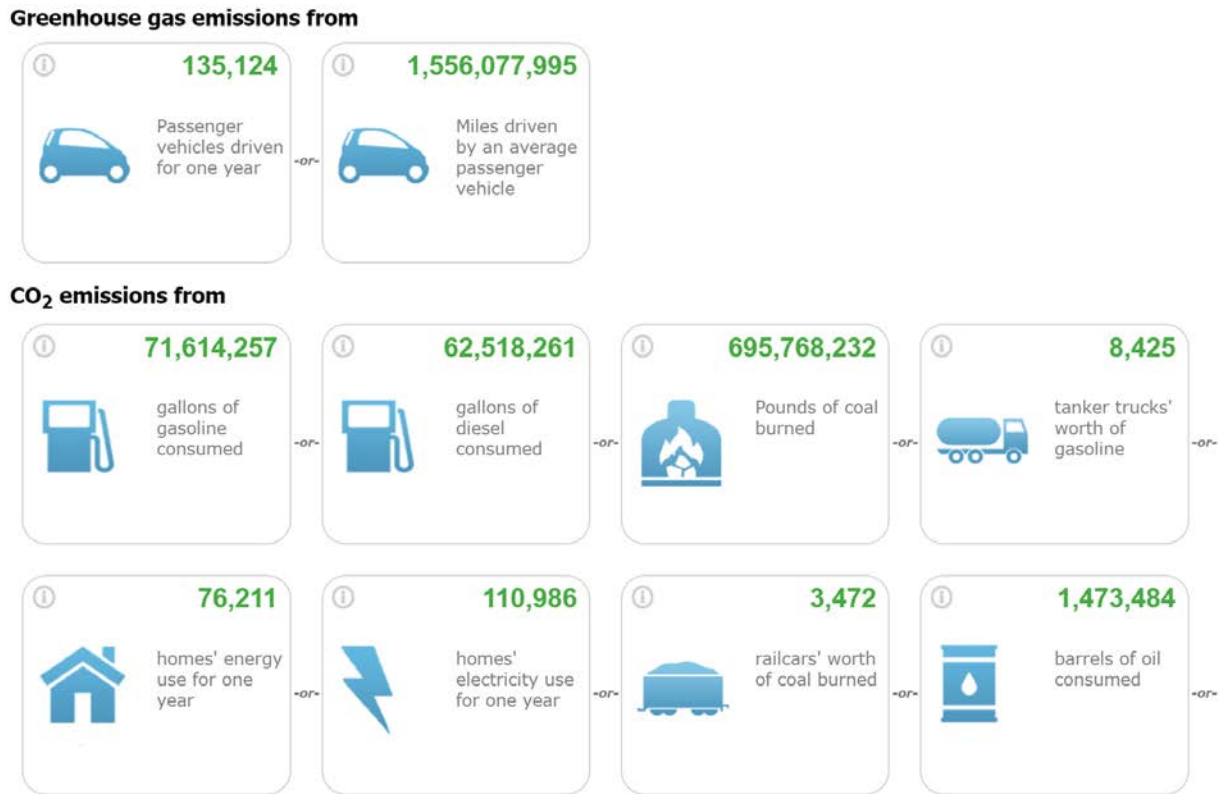 Greenhouse gas emissions from
135,124
Passenger
vehicles driven
for one year
-or-
1,556,077,995
Miles driven
by an average
passenger
vehicle
CO₂ emissions from
71,614,257
gallons of
gasoline
consumed
-or-
62,518,261
gallons of
diesel
consumed
-or-
695,768,232
Pounds of coal
burned
-or-
8,425
tanker trucks'
worth of
gasoline
-or-
76,211
homes' energy
use for one
year
-or-
110,986
homes'
electricity use
for one year
-or-
3,472
railcars' worth
of coal burned
-or-
1,473,484
barrels of oil
consumed
-or-